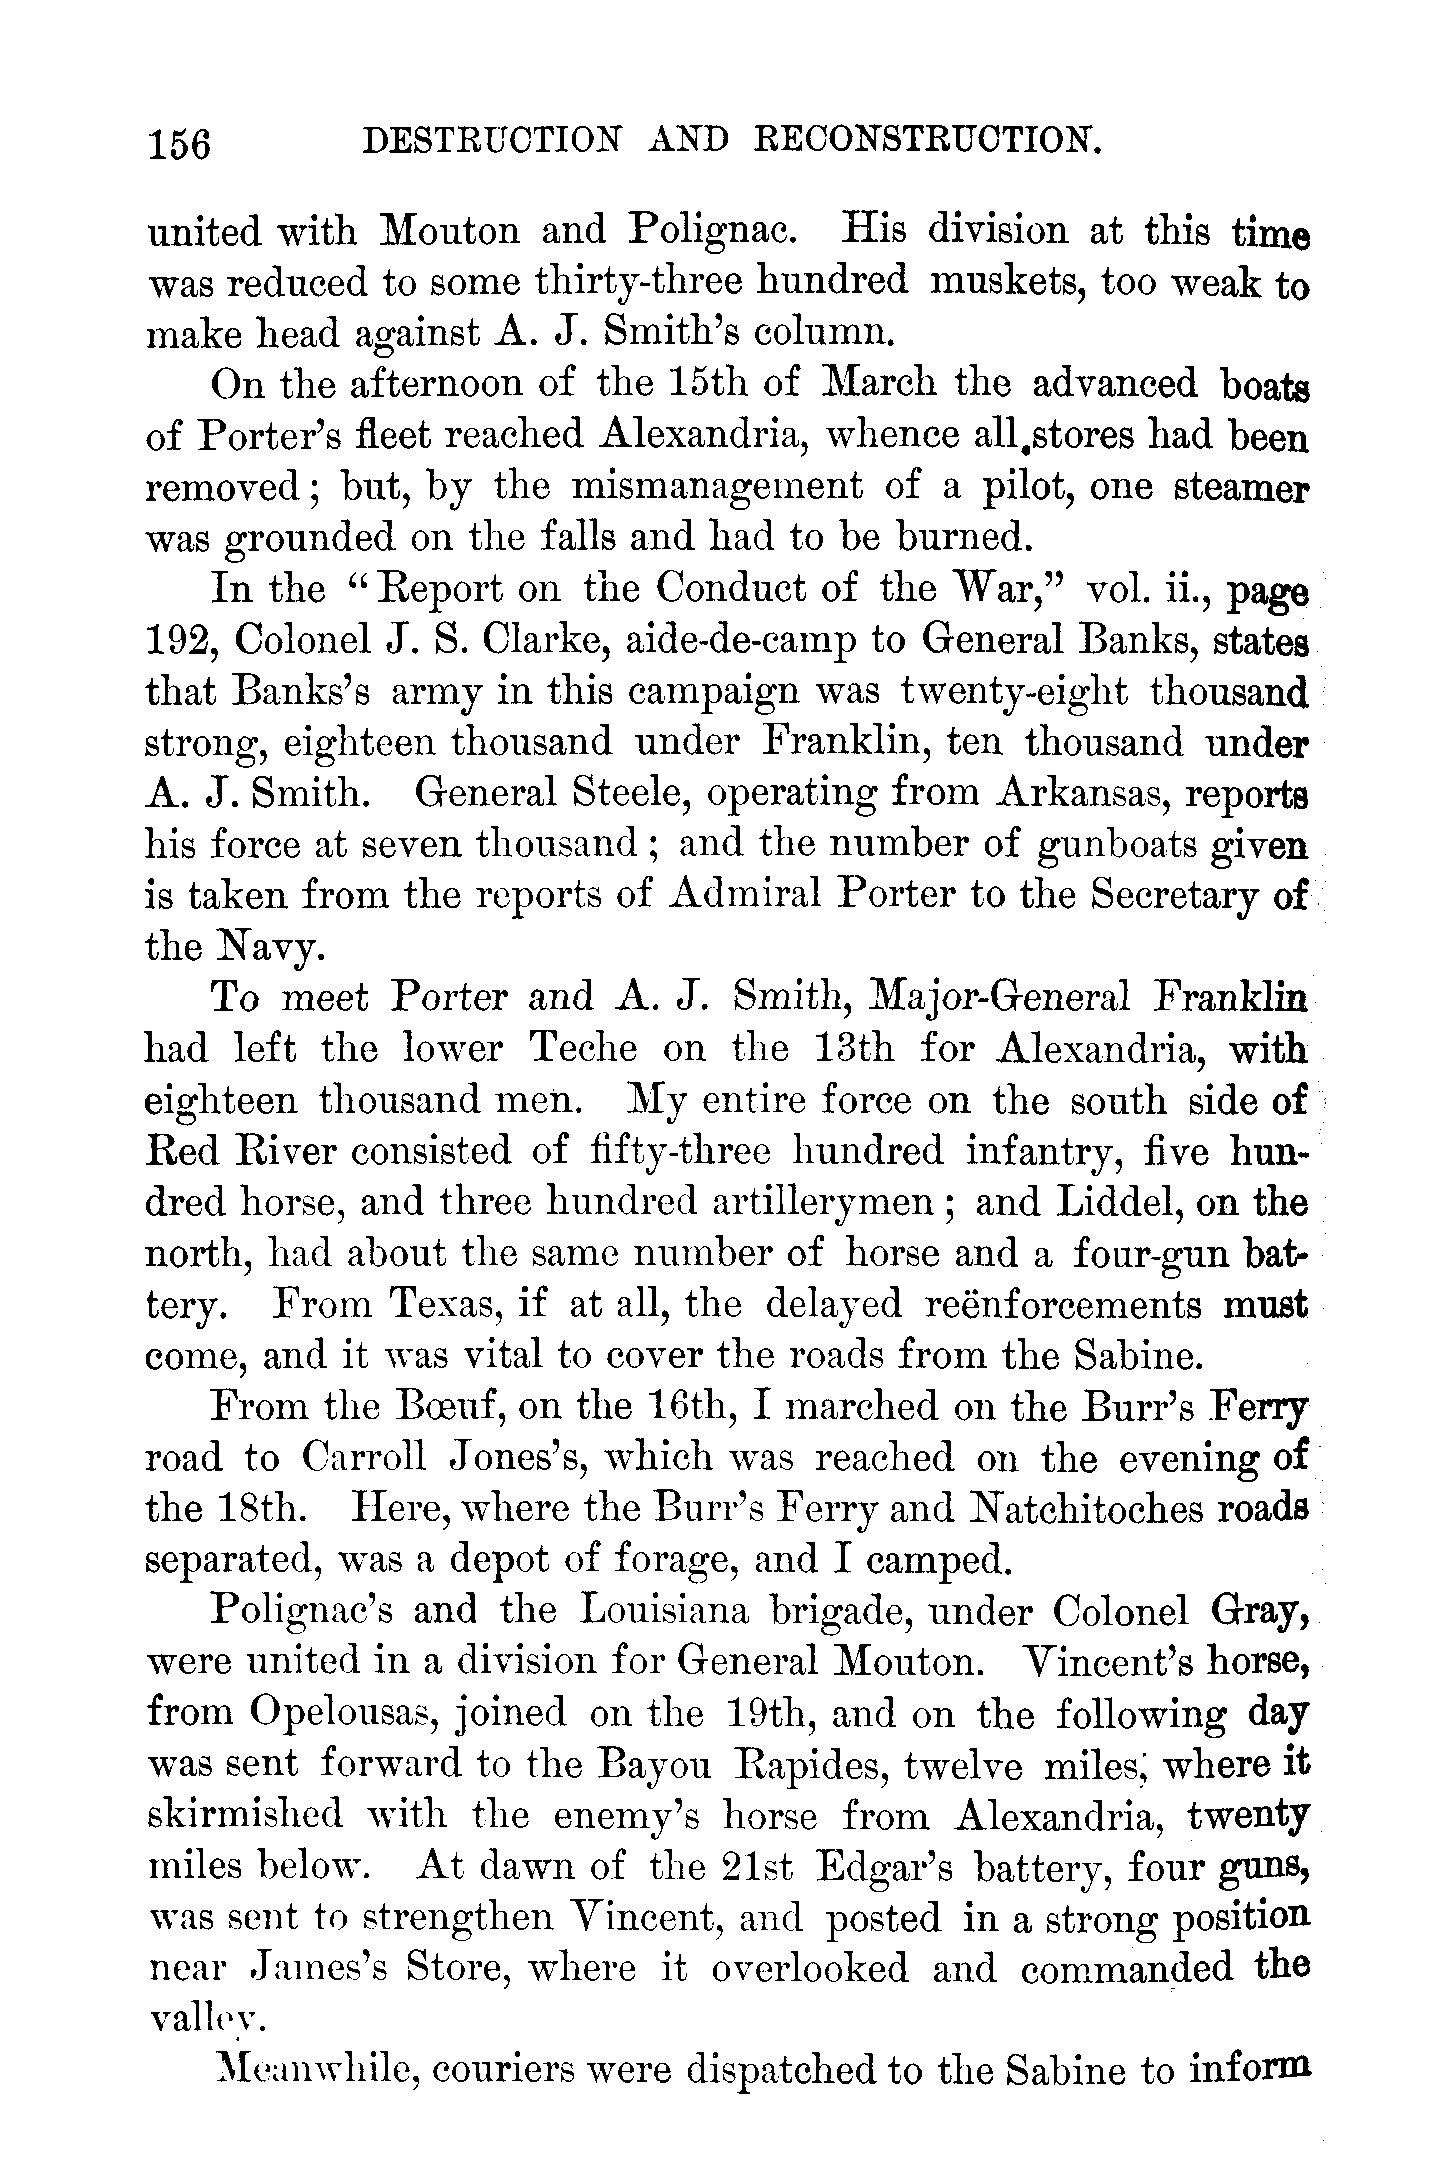 156 DESTRUCTION AND RECONSTRUCTION.
united with Mouton and Polignac. His division at this time
was reduced to some thirty-three hundred muskets, too weak to
make head against A. J. Smith's column.
On the afternoon of the 15th of March the advanced boats
of Porter's fleet reached Alexandria, whence all stores had been
removed; but, by the mismanagement of a pilot, one steamer
was grounded on the falls and had to be burned.
In the "Report on the Conduct of the War," vol. ii., page
192, Colonel J. S. Clarke, aide-de-camp to General Banks, states
that Banks's army in this campaign was twenty-eight thousand
strong, eighteen thousand under Franklin, ten thousand under
A. J. Smith. General Steele, operating from Arkansas, reports
his force at seven thousand; and the number of gunboats given
is taken from the reports of Admiral Porter to the Secretary of
the Navy.
To meet Porter and A. J. Smith, Major-General Franklin
had left the lower Teche on the 13th for Alexandria, with
eighteen thousand men. My entire force on the south side of
Red River consisted of fifty-three hundred infantry, five hun-
dred horse, and three hundred artillerymen; and Liddel, on the
north, had about the same number of horse and a four-gun bat-
tery. From Texas, if at all, the delayed reënforcements must
come, and it was vital to cover the roads from the Sabine.
From the Bœuf, on the 16th, I marched on the Burr's Ferry
road to Carroll Jones's, which was reached on the evening of
the 18th. Here, where the Burr's Ferry and Natchitoches roads
separated, was a depot of forage, and I camped.
Polignac's and the Louisiana brigade, under Colonel Gray,
were united in a division for General Mouton. Vincent's horse,
from Opelousas, joined on the 19th, and on the following day
was sent forward to the Bayou Rapides, twelve miles, where it
skirmished with the enemy's horse from Alexandria, twenty
miles below. At dawn of the 21st Edgar's battery, four guns,
was sent to strengthen Vincent, and posted in a strong position
near James's Store, where it overlooked and commanded the
valley.
Meanwhile, couriers were dispatched to the Sabine to inform